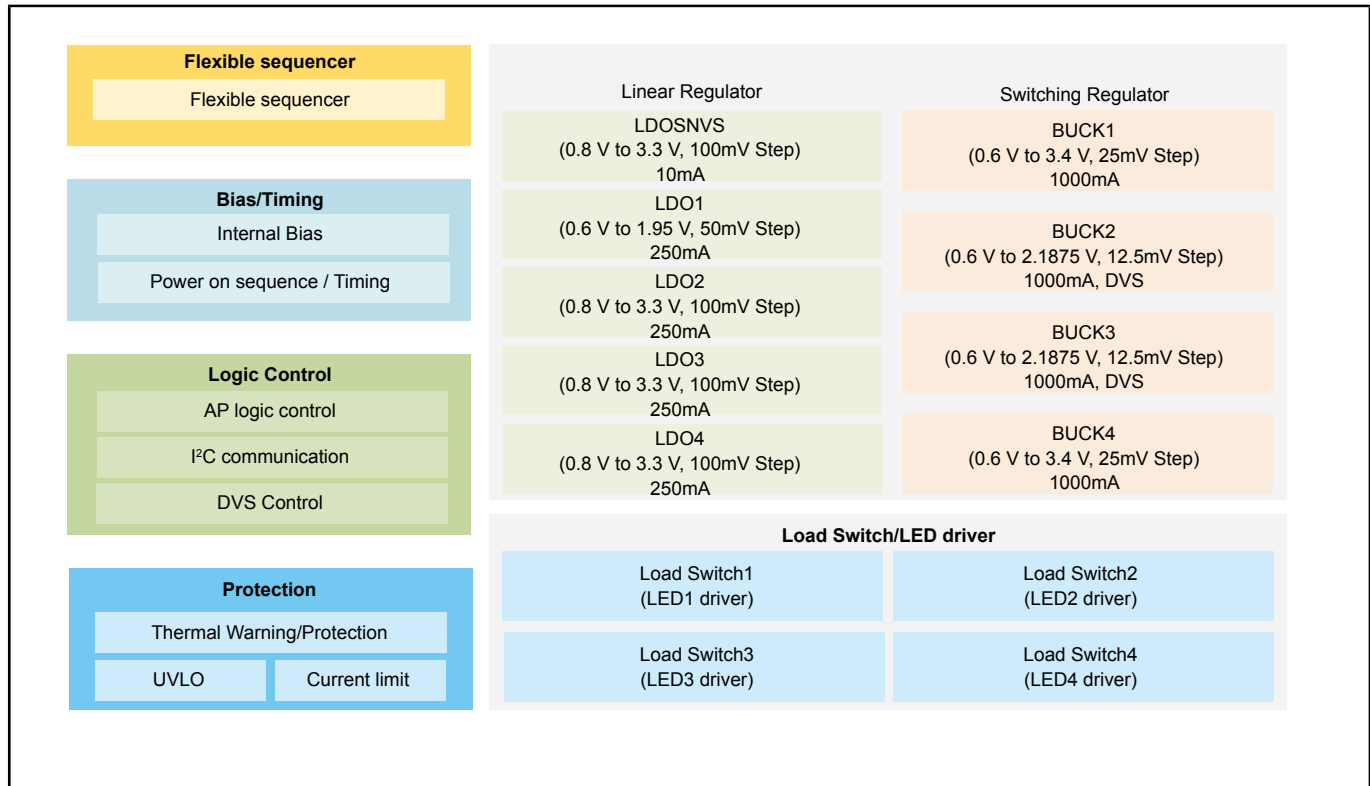 Flexible sequencer
Flexible sequencer
Bias/Timing
Internal Bias
Power on sequence / Timing
Logic Control
AP logic control
I²C communication
DVS Control
Protection
Thermal Warning/Protection
UVLO
Current limit
Linear Regulator
LDOSNVS
(0.8 V to 3.3 V, 100mV Step)
10mA
LDO1
(0.6 V to 1.95 V, 50mV Step)
250mA
LDO2
(0.8 V to 3.3 V, 100mV Step)
250mA
LDO3
(0.8 V to 3.3 V, 100mV Step)
250mA
LDO4
(0.8 V to 3.3 V, 100mV Step)
250mA
Switching Regulator
BUCK1
(0.6 V to 3.4 V, 25mV Step)
1000mA
BUCK2
(0.6 V to 2.1875 V, 12.5mV Step)
1000mA, DVS
BUCK3
(0.6 V to 2.1875 V, 12.5mV Step)
1000mA, DVS
BUCK4
(0.6 V to 3.4 V, 25mV Step)
1000mA
Load Switch/LED driver
Load Switch1
(LED1 driver)
Load Switch2
(LED2 driver)
Load Switch3
(LED3 driver)
Load Switch4
(LED4 driver)